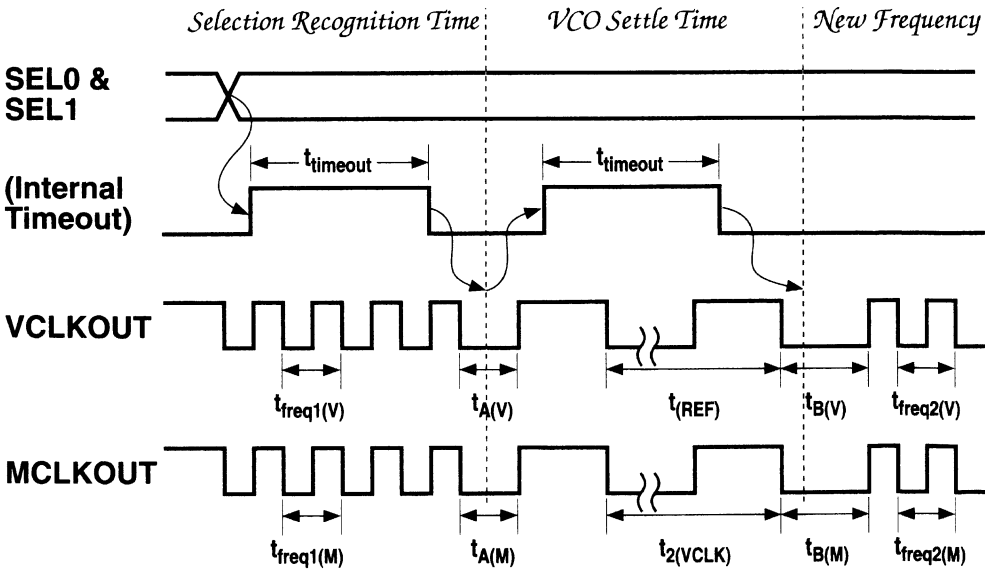 Selection Recognition Time VCO Settle Time New Frequency
SEL0 &
SEL1
t_timeout t_timeout
(Internal
Timeout)
VCLKOUT
t_freq1(V) t_A(V) t_(REF) t_B(V) t_freq2(V)
MCLKOUT
t_freq1(M) t_A(M) t_2(VCLK) t_B(M) t_freq2(M)